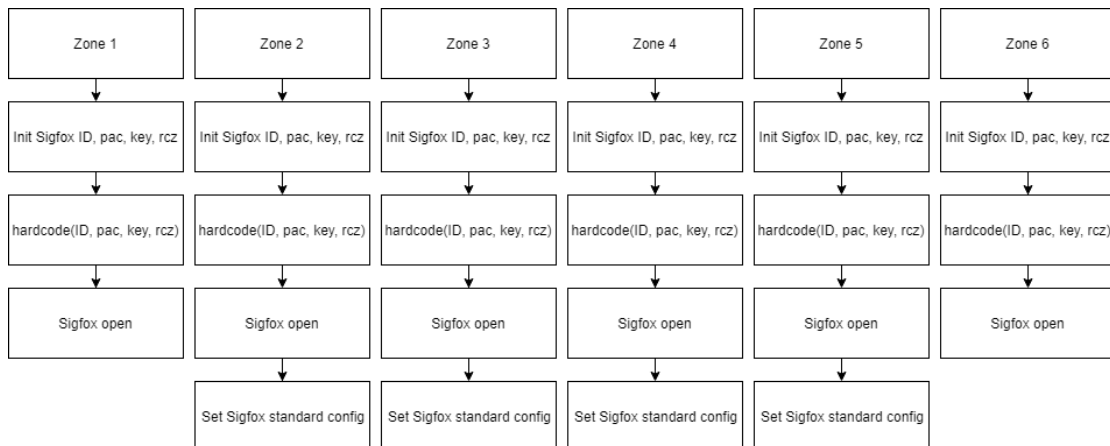 Zone 1
Zone 2
Zone 3
Zone 4
Zone 5
Zone 6
Init Sigfox ID, pac, key, rcz
Init Sigfox ID, pac, key, rcz
Init Sigfox ID, pac, key, rcz
Init Sigfox ID, pac, key, rcz
Init Sigfox ID, pac, key, rcz
Init Sigfox ID, pac, key, rcz
hardcode(ID, pac, key, rcz)
hardcode(ID, pac, key, rcz)
hardcode(ID, pac, key, rcz)
hardcode(ID, pac, key, rcz)
hardcode(ID, pac, key, rcz)
hardcode(ID, pac, key, rcz)
Sigfox open
Sigfox open
Sigfox open
Sigfox open
Sigfox open
Sigfox open
Set Sigfox standard config
Set Sigfox standard config
Set Sigfox standard config
Set Sigfox standard config